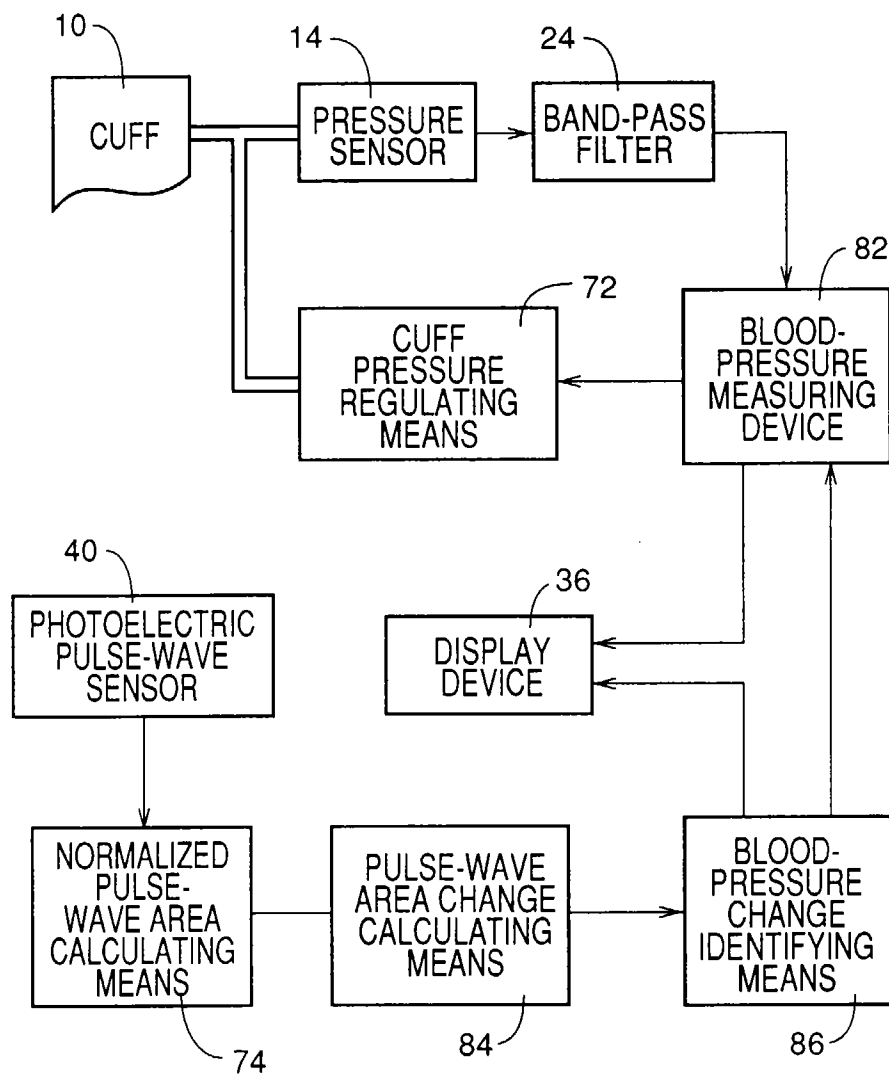 10
14
24
CUFF
PRESSURE
SENSOR
BAND-PASS
FILTER
82
72
CUFF
PRESSURE
REGULATING
MEANS
BLOOD-
PRESSURE
MEASURING
DEVICE
40
36
PHOTOELECTRIC
PULSE-WAVE
SENSOR
DISPLAY
DEVICE
NORMALIZED
PULSE-
WAVE AREA
CALCULATING
MEANS
PULSE-WAVE
AREA CHANGE
CALCULATING
MEANS
BLOOD-
PRESSURE
CHANGE
IDENTIFYING
MEANS
74
84
86